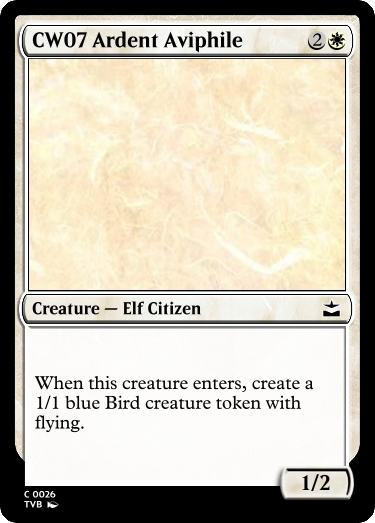 CW07 Ardent Aviphile 2
Creature — Elf Citizen
When this creature enters, create a
1/1 blue Bird creature token with
flying.
1/2
C 0026
TVB